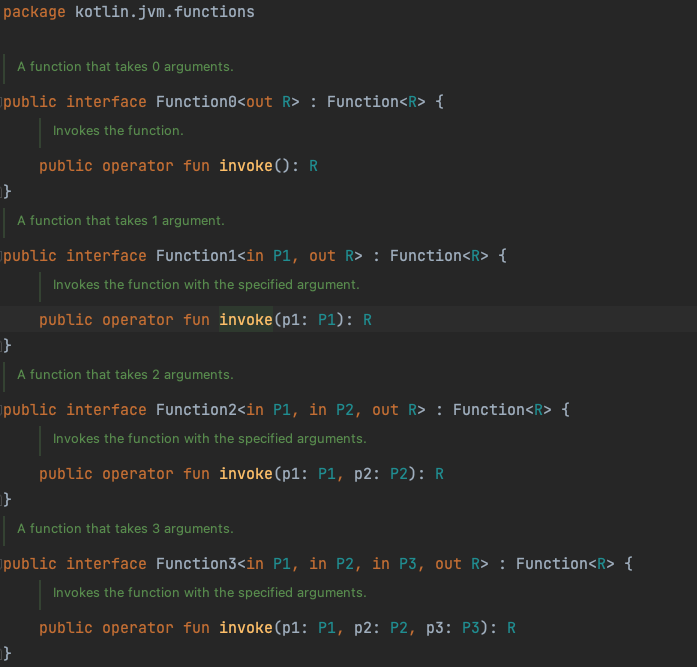 package kotlin.jvm.functions
A function that takes 0 arguments.
public interface Function0<out R> : Function<R> {
Invokes the function.
public operator fun invoke(): R
}
A function that takes 1 argument.
public interface Function1<in P1, out R> : Function<R> {
Invokes the function with the specified argument.
public operator fun invoke(p1: P1): R
}
A function that takes 2 arguments.
public interface Function2<in P1, in P2, out R> : Function<R> {
Invokes the function with the specified arguments.
public operator fun invoke(p1: P1, p2: P2): R
}
A function that takes 3 arguments.
public interface Function3<in P1, in P2, in P3, out R> : Function<R> {
Invokes the function with the specified arguments.
public operator fun invoke(p1: P1, p2: P2, p3: P3): R
}